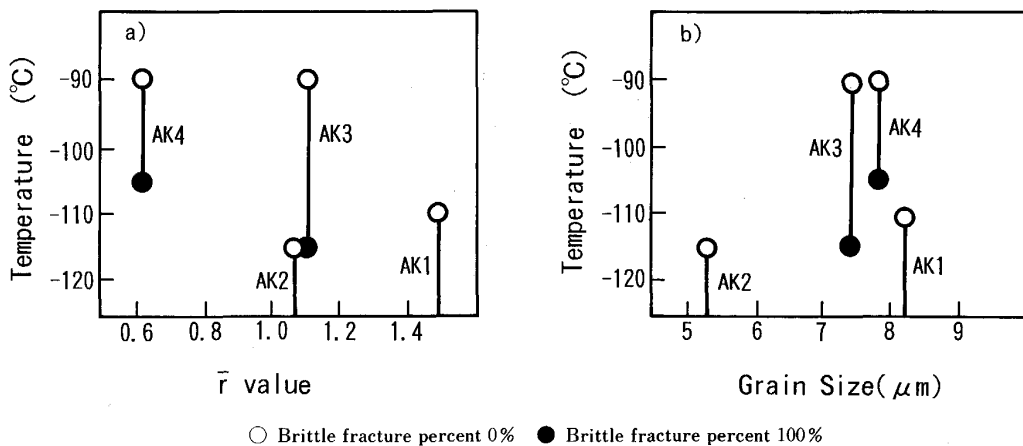 a)
Temperature (°C)
-90
-100
-110
-120
AK4
AK3
AK2
AK1
0.6
0.8
1.0
1.2
1.4
r̄ value
b)
Temperature (°C)
-90
-100
-110
-120
AK3
AK4
AK2
AK1
5
6
7
8
9
Grain Size(μm)
○ Brittle fracture percent 0% ● Brittle fracture percent 100%